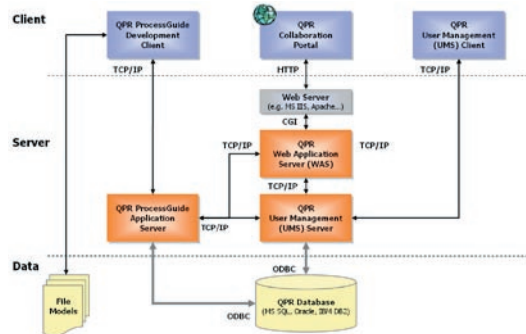 Client
QPR ProcessGuide
Development
Client
QPR
Collaboration
Portal
QPR
User Management
(UMS) Client
TCP/IP
HTTP
TCP/IP
Web Server
(e.g. MS IIS, Apache...)
CGI
Server
TCP/IP
QPR
Web Application
Server (WAS)
TCP/IP
TCP/IP
QPR ProcessGuide
Application
Server
TCP/IP
QPR
User Management
(UMS) Server
Data
ODBC
File
Models
QPR Database
(MS SQL, Oracle, IBM DB2)
ODBC